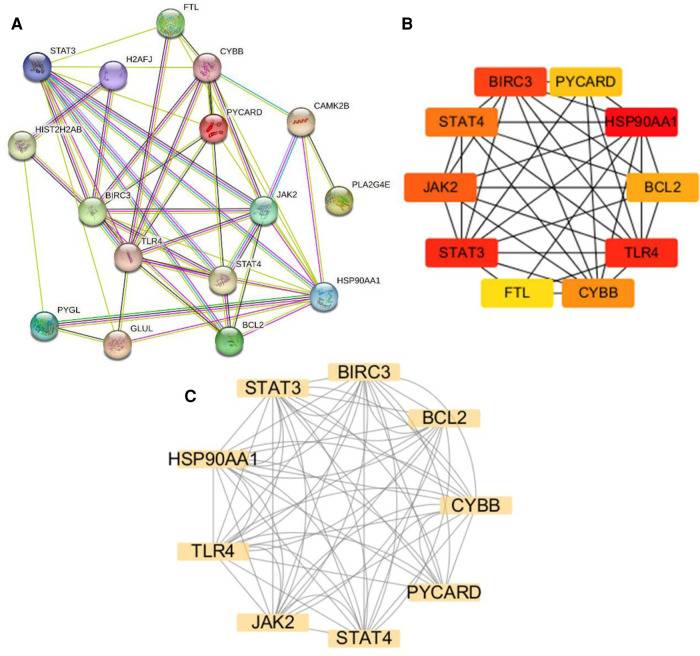 A
FTL
STAT3
H2AFJ
CYBB
PYCARD
CAMK2B
HIST2H2AB
PLA2G4E
BIRC3
JAK2
TLR4
STAT4
HSP90AA1
PYGL
GLUL
BCL2
B
BIRC3
PYCARD
STAT4
HSP90AA1
JAK2
BCL2
STAT3
TLR4
FTL
CYBB
C
BIRC3
STAT3
BCL2
HSP90AA1
CYBB
TLR4
PYCARD
JAK2
STAT4